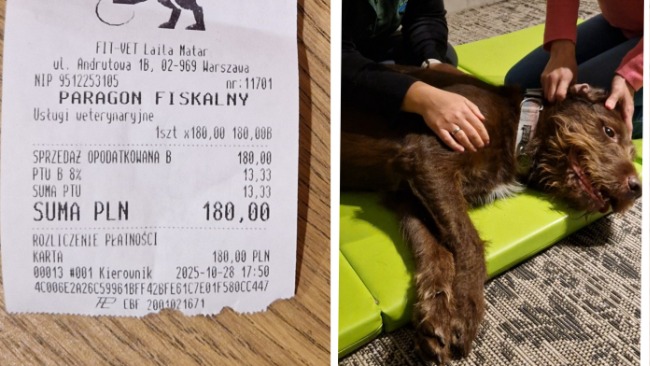 FIT-VET Laila Matar
ul. Andrutowa 1B, 02-969 Warszawa
NIP 9512253105 nr:11701
PARAGON FISKALNY
Usługi weterynaryjne
1szt x180,00 180,00B
SPRZEDAŻ OPODATKOWANA B 180,00
PTU B 8% 13,33
SUMA PTU 13,33
SUMA PLN 180,00
ROZLICZENIE PŁATNOŚCI
KARTA 180,00 PLN
00013 #001 Kierownik 2025-10-28 17:50
4C006E2A26C59961BFF42BFE61C7E01F580CC447
CBF 2001021671